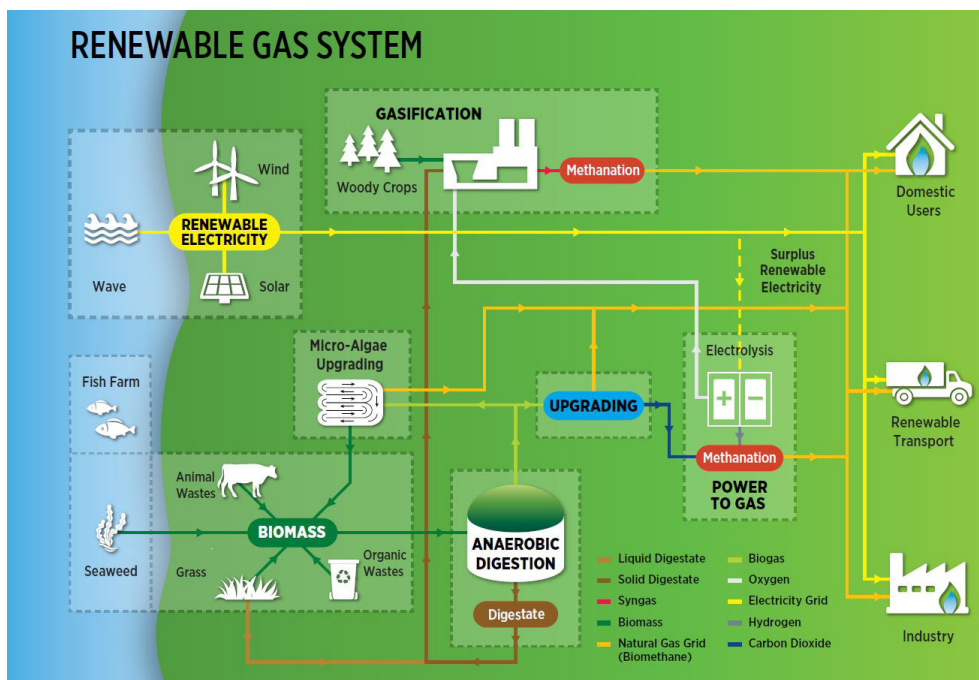 RENEWABLE GAS SYSTEM
GASIFICATION
Woody Crops
Methanation
Domestic
Users
Wind
RENEWABLE
ELECTRICITY
Wave
Solar
Surplus
Renewable
Electricity
Micro-Algae
Upgrading
Electrolysis
+
−
Fish Farm
UPGRADING
Methanation
POWER
TO GAS
Renewable
Transport
Animal
Wastes
BIOMASS
Seaweed
Grass
Organic
Wastes
ANAEROBIC
DIGESTION
Digestate
Liquid Digestate
Solid Digestate
Syngas
Biomass
Natural Gas Grid
(Biomethane)
Biogas
Oxygen
Electricity Grid
Hydrogen
Carbon Dioxide
Industry